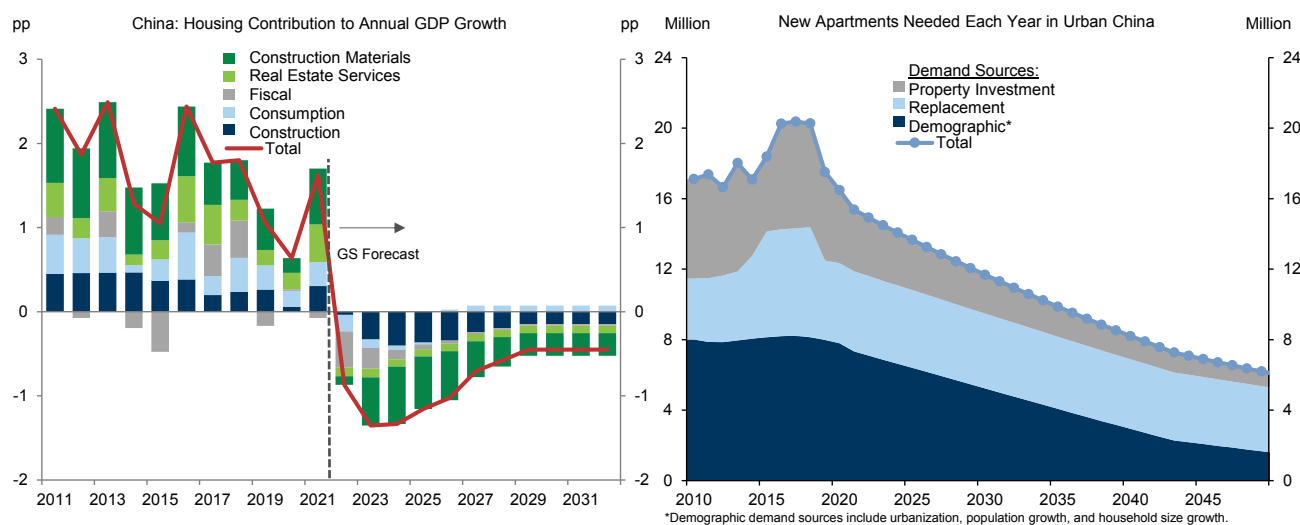 China: Housing Contribution to Annual GDP Growth
pp
pp
3
2
1
0
-1
-2
3
2
1
0
-1
-2
Construction Materials
Real Estate Services
Fiscal
Consumption
Construction
Total
GS Forecast
2011 2013 2015 2017 2019 2021 2023 2025 2027 2029 2031
New Apartments Needed Each Year in Urban China
Million
Million
24
20
16
12
8
4
0
24
20
16
12
8
4
0
Demand Sources:
Property Investment
Replacement
Demographic*
Total
2010 2015 2020 2025 2030 2035 2040 2045
*Demographic demand sources include urbanization, population growth, and household size growth.